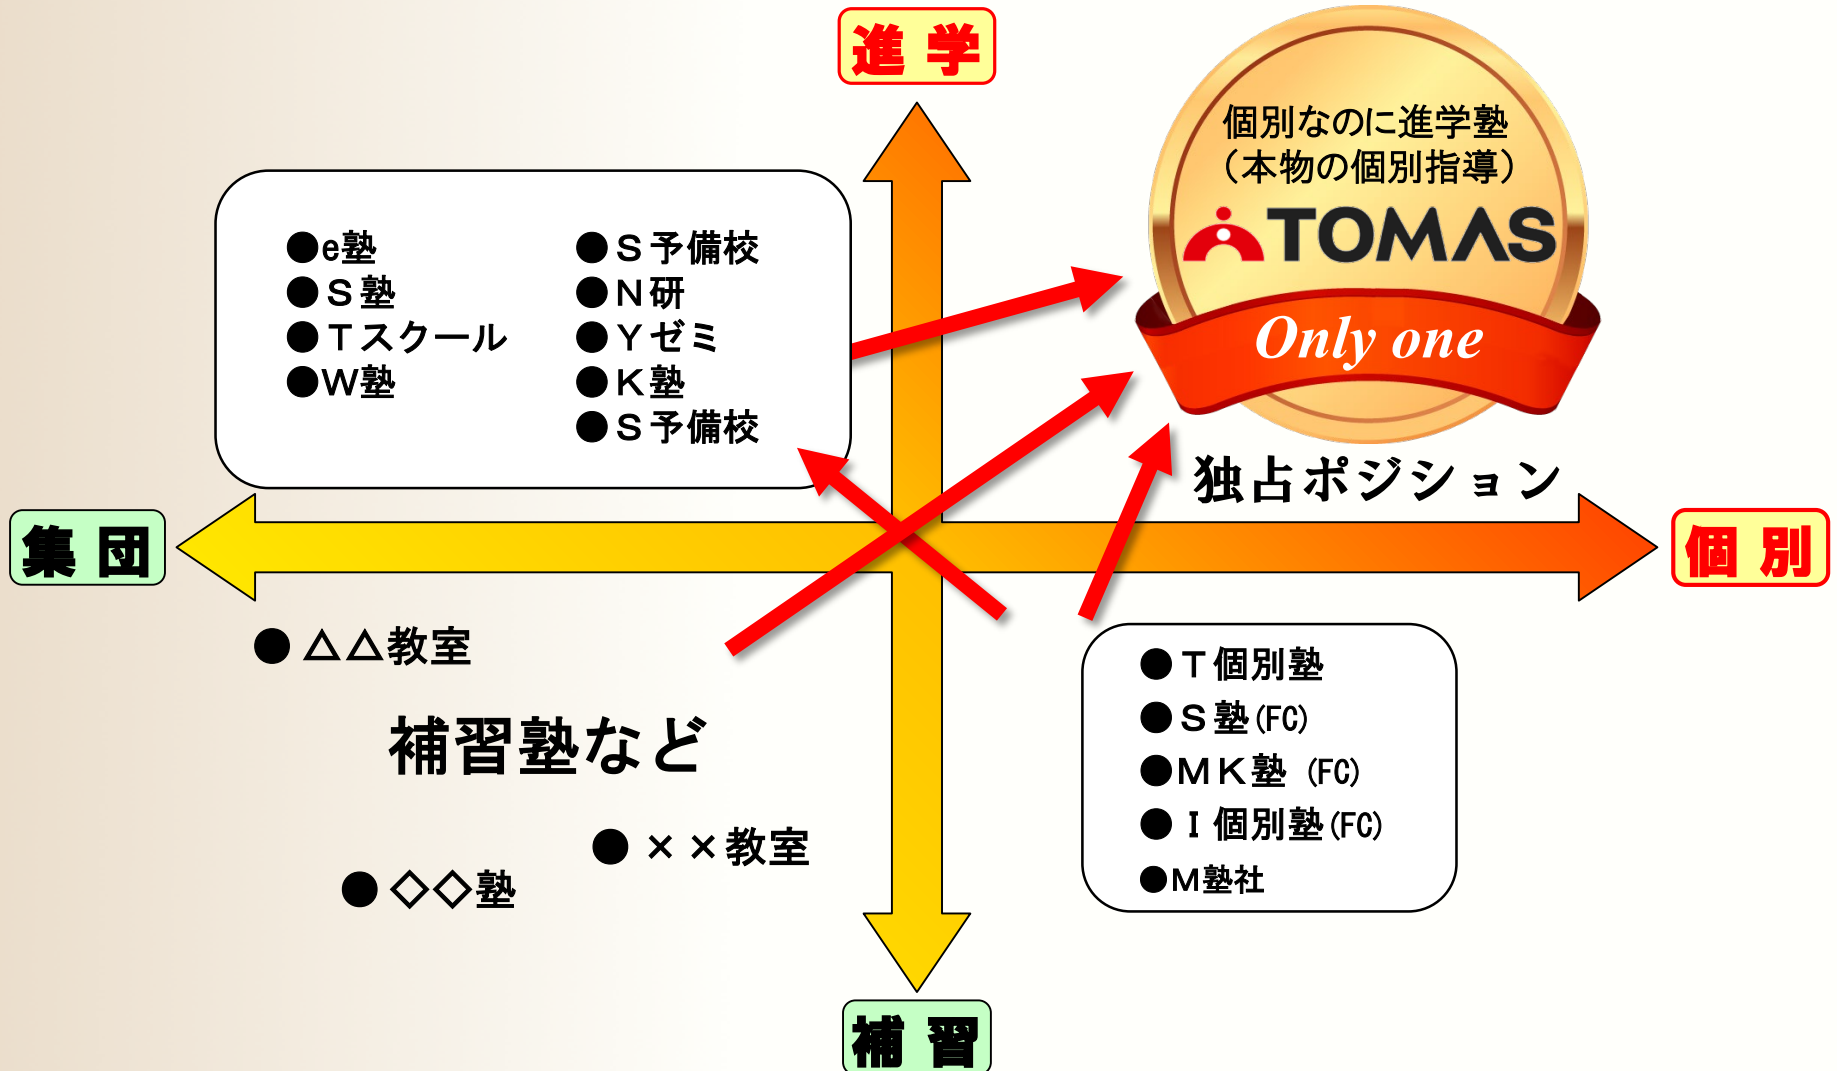 進 学
個別なのに進学塾
（本物の個別指導）
TOMAS
Only one
独占ポジション
●e塾
●Ｓ塾
●Ｔスクール
●W塾
●Ｓ予備校
●Ｎ研
●Ｙゼミ
●Ｋ塾
●Ｓ予備校
集 団
個 別
● △△教室
補習塾など
● ××教室
● ◇◇塾
●Ｔ個別塾
●Ｓ塾(FC)
●ＭＫ塾 (FC)
●Ｉ個別塾(FC)
●Ｍ塾社
補 習